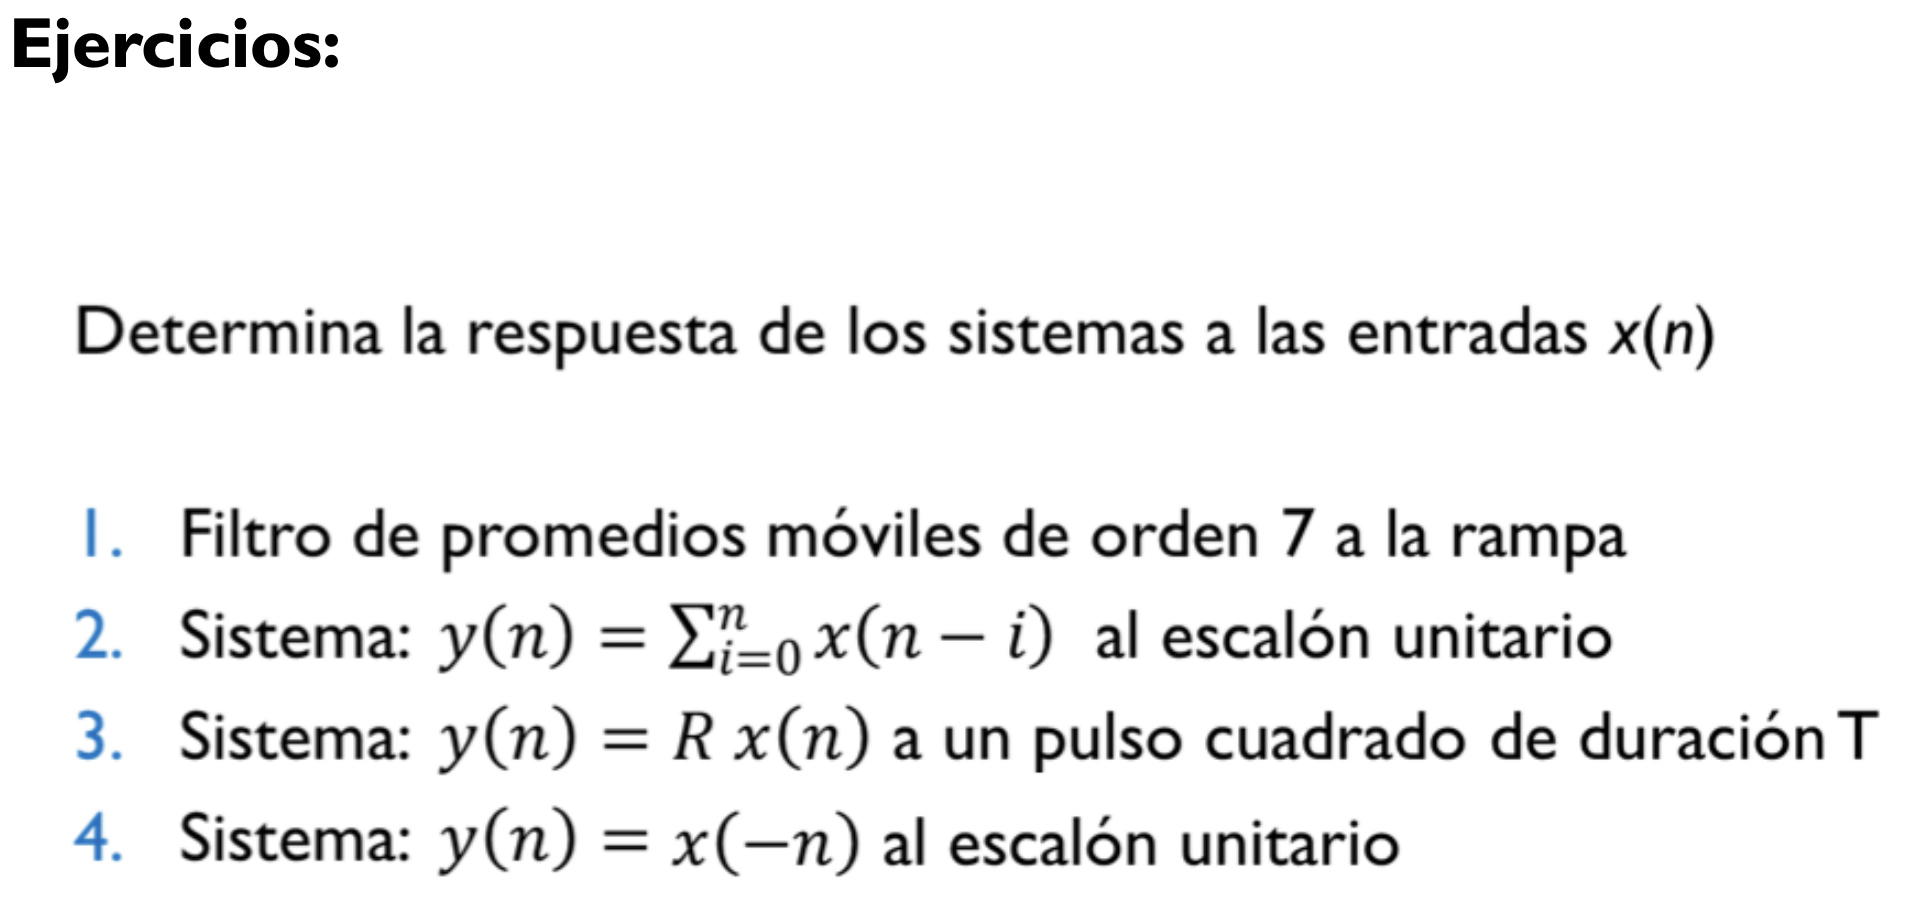 Ejercicios:
Determina la respuesta de los sistemas a las entradas x(n)
1. Filtro de promedios móviles de orden 7 a la rampa
2. Sistema: y(n) = ∑ⁿᵢ₌₀ x(n − i) al escalón unitario
3. Sistema: y(n) = R x(n) a un pulso cuadrado de duración T
4. Sistema: y(n) = x(−n) al escalón unitario